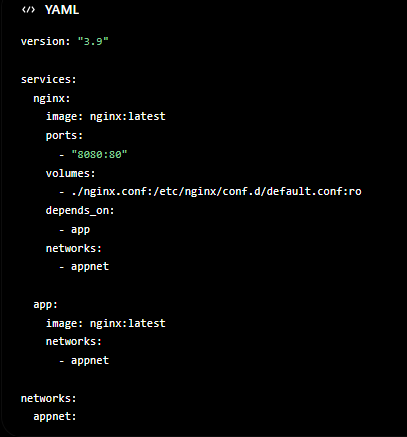 </> YAML
version: "3.9"
services:
  nginx:
    image: nginx:latest
    ports:
      - "8080:80"
    volumes:
      - ./nginx.conf:/etc/nginx/conf.d/default.conf:ro
    depends_on:
      - app
    networks:
      - appnet
  app:
    image: nginx:latest
    networks:
      - appnet
networks:
  appnet: